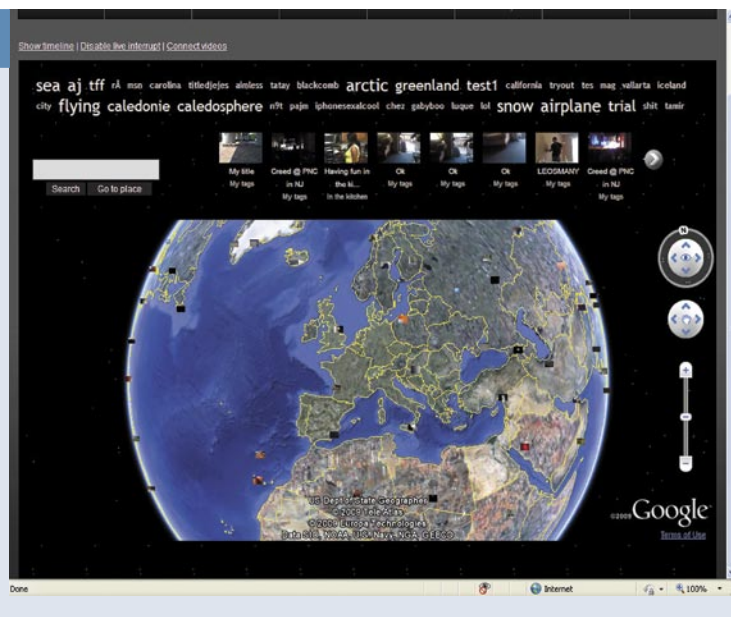 Show timeline | Disable live interrupt | Connect videos
sea aj tff rÅ msn carolina titledjejes aimless tatay blackcomb arctic greenland test1 california tryout tes mag vallarta iceland
city flying caledonie caledosphere n9t pajm iphonesexalcool chez gabyboo luque lol snow airplane trial shit tamir
My title
My tags
Creed @ PNC
in NJ
My tags
Having fun in
the ki...
In the kitchen
Ok
My tags
Ok
My tags
Ok
My tags
LEOSMANY
My tags
Creed @ PNC
in NJ
My tags
Search
Go to place
N
US Dept of State Geographer
© 2009 Tele Atlas
© 2009 Europa Technologies
Data SIO, NOAA, U.S. Navy, NGA, GEBCO
©2009 Google
Terms of Use
Done
Internet
100%